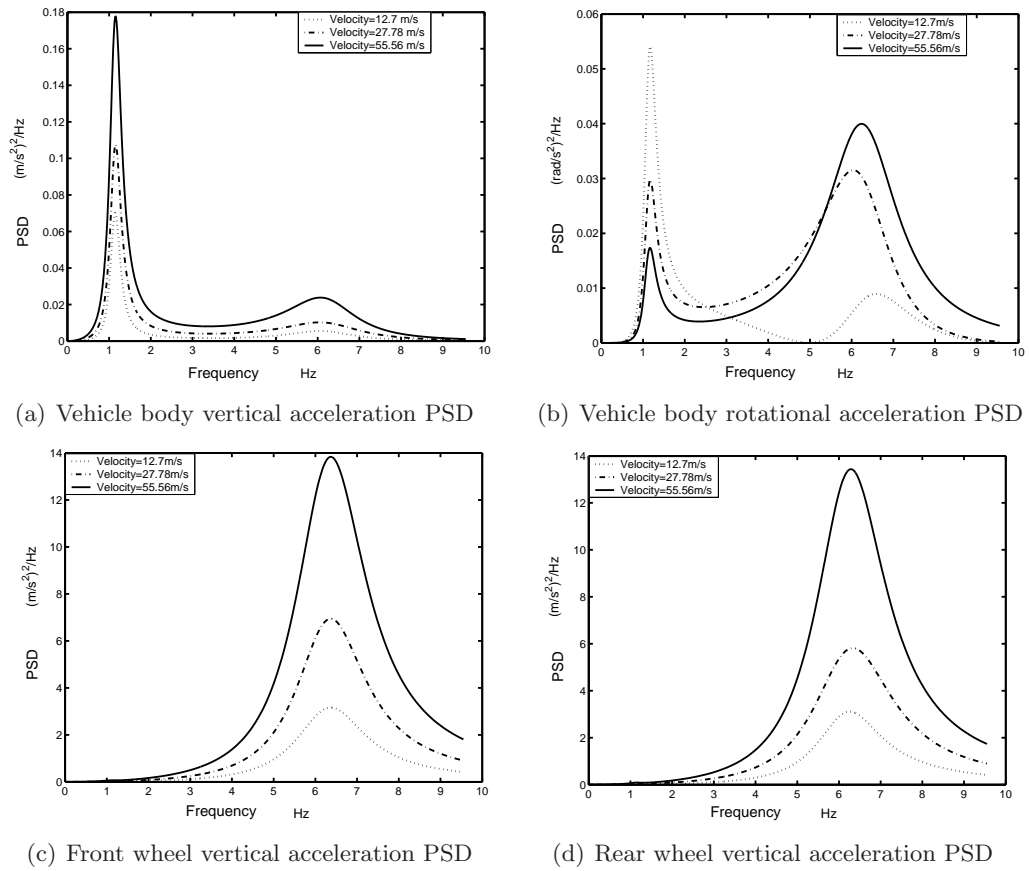 Velocity=12.7 m/s
Velocity=27.78 m/s
Velocity=55.56 m/s
0.18
0.16
0.14
0.12
0.1
0.08
0.06
0.04
0.02
0
PSD (m/s²)²/Hz
0 1 2 3 4 5 6 7 8 9 10
Frequency Hz
(a) Vehicle body vertical acceleration PSD
Velocity=12.7m/s
Velocity=27.78m/s
Velocity=55.56m/s
0.06
0.05
0.04
0.03
0.02
0.01
0
PSD (rad/s²)²/Hz
0 1 2 3 4 5 6 7 8 9 10
Frequency Hz
(b) Vehicle body rotational acceleration PSD
Velocity=12.7m/s
Velocity=27.78m/s
Velocity=55.56m/s
14
12
10
8
6
4
2
0
PSD (m/s²)²/Hz
0 1 2 3 4 5 6 7 8 9 10
Frequency Hz
(c) Front wheel vertical acceleration PSD
Velocity=12.7m/s
Velocity=27.78m/s
Velocity=55.56m/s
14
12
10
8
6
4
2
0
PSD (m/s²)²/Hz
0 1 2 3 4 5 6 7 8 9 10
Frequency Hz
(d) Rear wheel vertical acceleration PSD